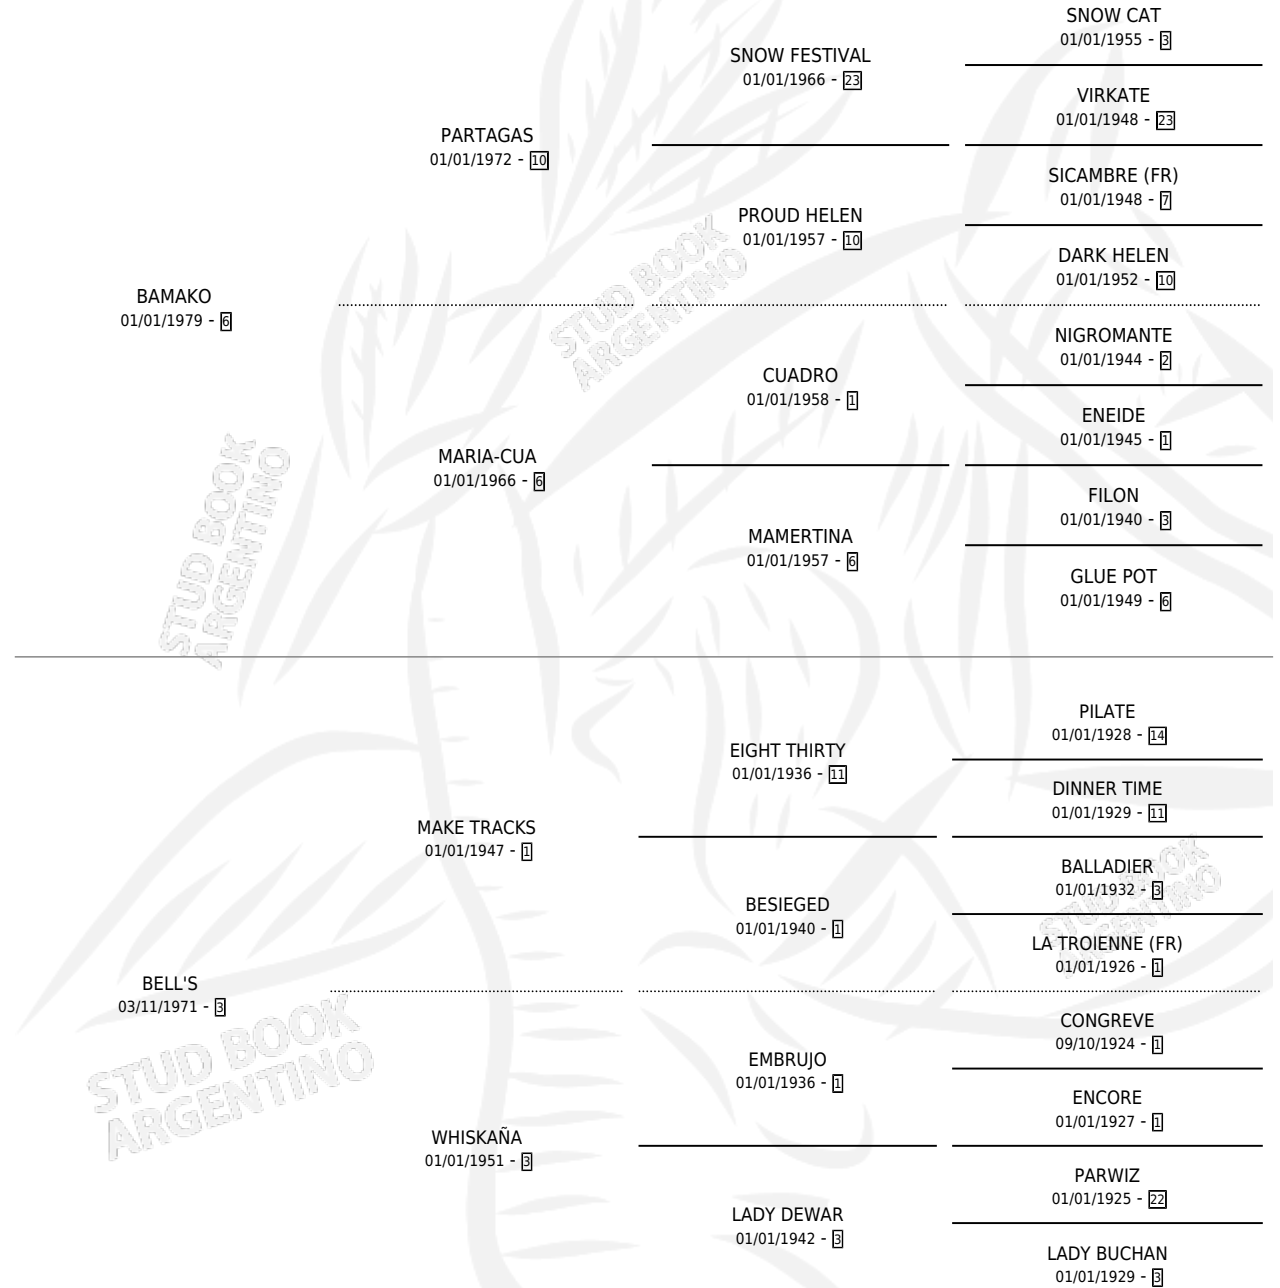 SNOW CAT
01/01/1955 - 3
SNOW FESTIVAL
01/01/1966 - 23
VIRKATE
01/01/1948 - 23
PARTAGAS
01/01/1972 - 10
SICAMBRE (FR)
01/01/1948 - 7
PROUD HELEN
01/01/1957 - 10
DARK HELEN
01/01/1952 - 10
BAMAKO
01/01/1979 - 6
STUD BOOK
ARGENTINO
NIGROMANTE
01/01/1944 - 2
CUADRO
01/01/1958 - 1
ENEIDE
01/01/1945 - 1
MARIA-CUA
01/01/1966 - 6
STUD BOOK
ARGENTINO
FILON
01/01/1940 - 3
MAMERTINA
01/01/1957 - 6
GLUE POT
01/01/1949 - 6
PILATE
01/01/1928 - 14
EIGHT THIRTY
01/01/1936 - 11
DINNER TIME
01/01/1929 - 11
MAKE TRACKS
01/01/1947 - 1
BALLADIER
01/01/1932 - 3
STUD BOOK
ARGENTINO
BESIEGED
01/01/1940 - 1
LA TROIENNE (FR)
01/01/1926 - 1
BELL'S
03/11/1971 - 3
STUD BOOK
ARGENTINO
CONGREVE
09/10/1924 - 1
EMBRUJO
01/01/1936 - 1
ENCORE
01/01/1927 - 1
WHISKAÑA
01/01/1951 - 3
PARWIZ
01/01/1925 - 22
LADY DEWAR
01/01/1942 - 3
LADY BUCHAN
01/01/1929 - 3